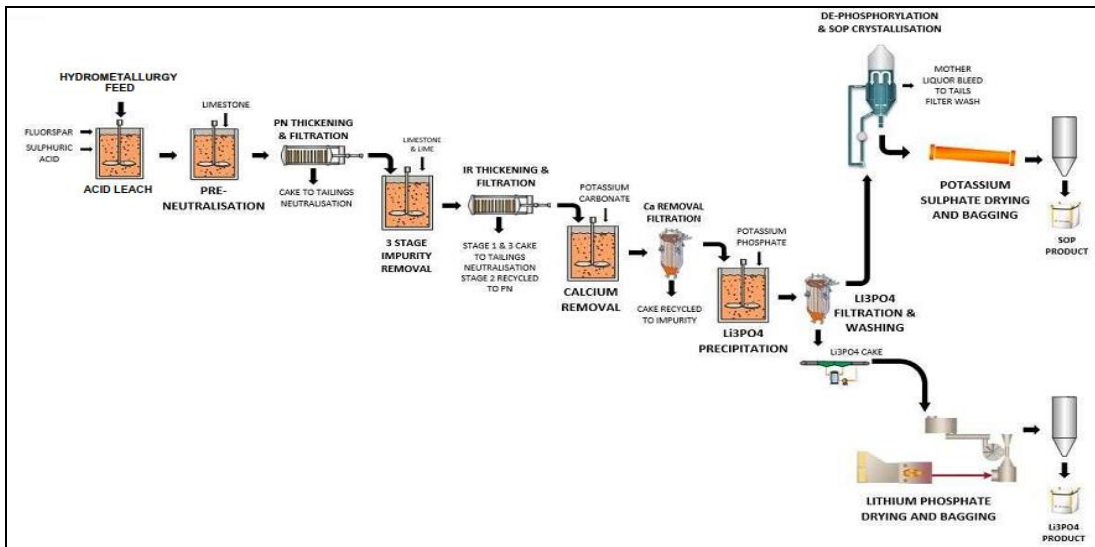 DE-PHOSPHORYLATION
& SOP CRYSTALLISATION
MOTHER
LIQUOR BLEED
TO TAILS
FILTER WASH
HYDROMETALLURGY
FEED
FLUORSPAR
SULPHURIC
ACID
ACID LEACH
LIMESTONE
PRE-
NEUTRALISATION
PN THICKENING
& FILTRATION
CAKE TO TAILINGS
NEUTRALISATION
LIMESTONE
& LIME
3 STAGE
IMPURITY
REMOVAL
IR THICKENING &
FILTRATION
STAGE 1 & 3 CAKE
TO TAILINGS
NEUTRALISATION
STAGE 2 RECYCLED
TO PN
POTASSIUM
CARBONATE
CALCIUM
REMOVAL
Ca REMOVAL
FILTRATION
CAKE RECYCLED
TO IMPURITY
POTASSIUM
PHOSPHATE
Li3PO4
PRECIPITATION
LI3PO4
FILTRATION &
WASHING
POTASSIUM
SULPHATE DRYING
AND BAGGING
SOP
PRODUCT
Li3PO4 CAKE
LITHIUM PHOSPHATE
DRYING AND BAGGING
Li3PO4
PRODUCT